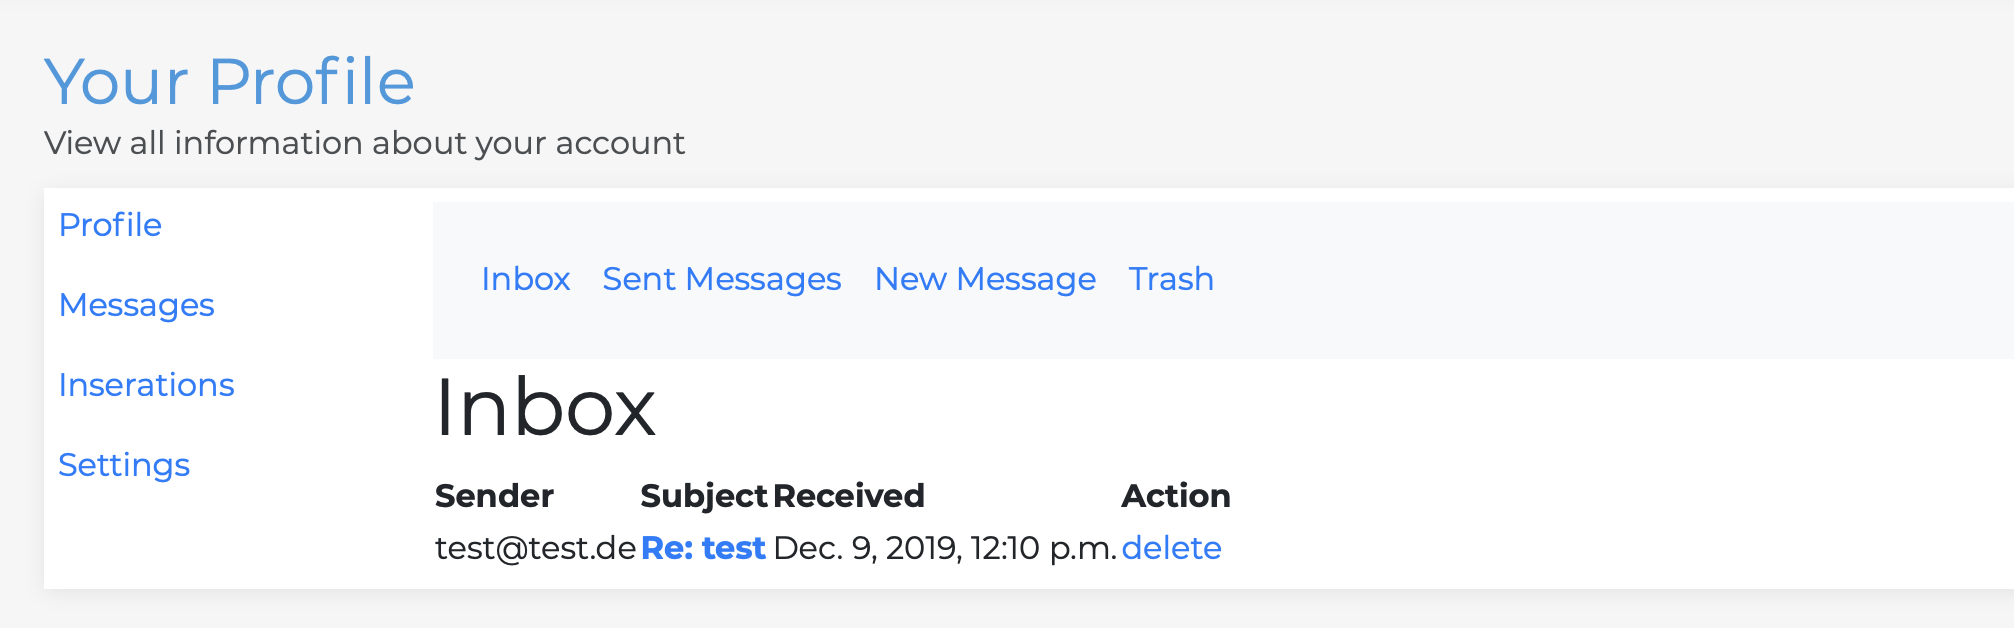 Your Profile
View all information about your account
Profile
Messages
Inserations
Settings
Inbox Sent Messages New Message Trash
Inbox
Sender Subject Received Action
test@test.de Re: test Dec. 9, 2019, 12:10 p.m. delete